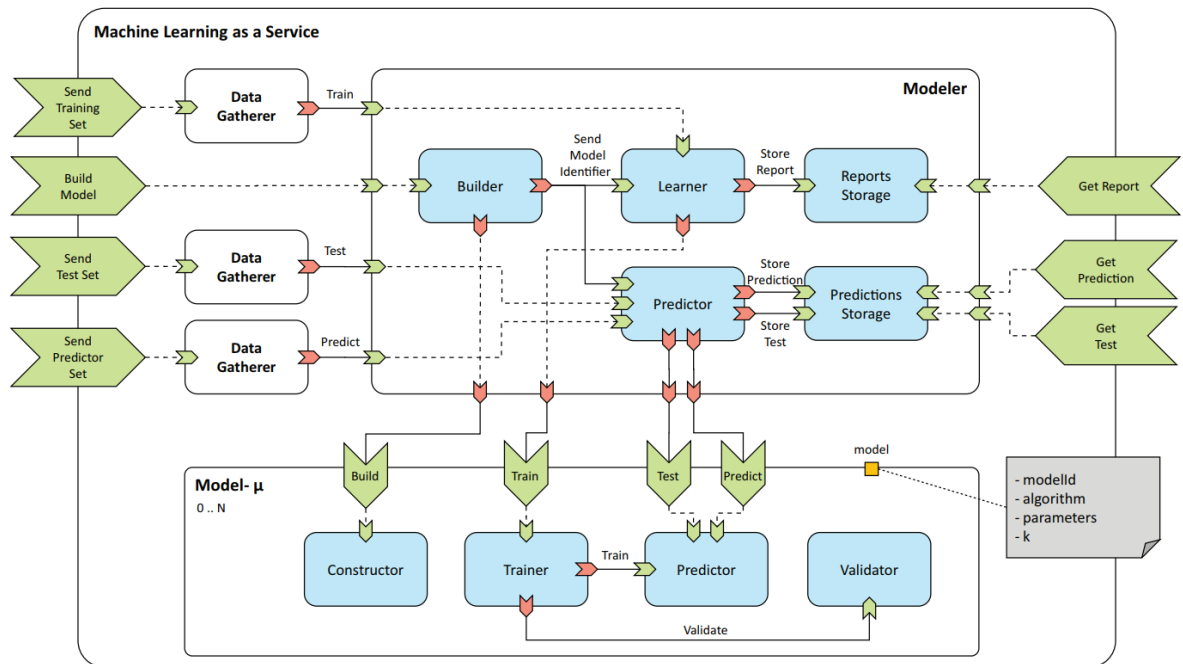 Machine Learning as a Service
Send
Training
Set
Data
Gatherer
Train
Modeler
Build
Model
Builder
Send
Model
Identifier
Learner
Store
Report
Reports
Storage
Get Report
Send
Test Set
Data
Gatherer
Test
Predictor
Store
Prediction
Store
Test
Predictions
Storage
Get
Prediction
Get
Test
Send
Predictor
Set
Data
Gatherer
Predict
Build
Train
Test
Predict
model
Model- μ
0 .. N
- modelId
- algorithm
- parameters
- k
Constructor
Trainer
Train
Predictor
Validator
Validate